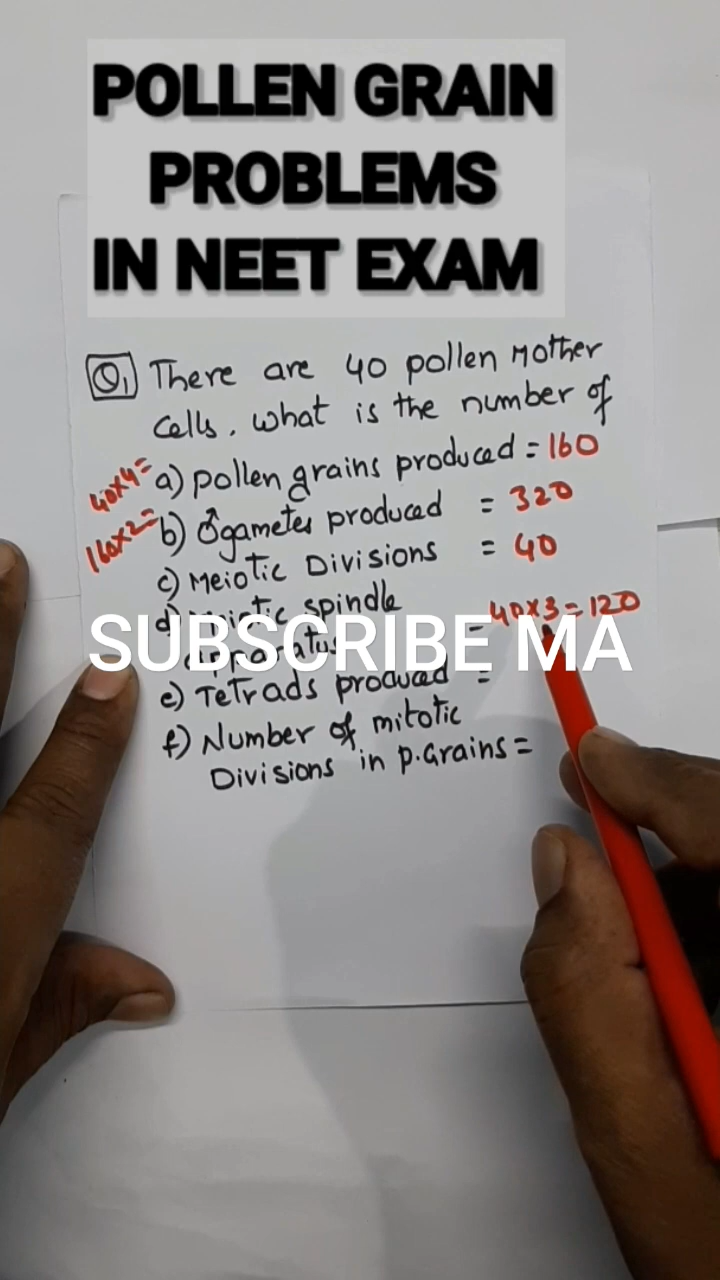 POLLEN GRAIN
PROBLEMS
IN NEET EXAM
Q1 There are 40 pollen Mother
cells. what is the number of
40x4= a) pollen grains produced = 160
160x2= b) ♂gametes produced = 320
c) Meiotic Divisions = 40
d) spindle = 40x3=120
SUBSCRIBE MA
apparatus
e) Tetrads produced =
f) Number of mitotic
Divisions in p.Grains=